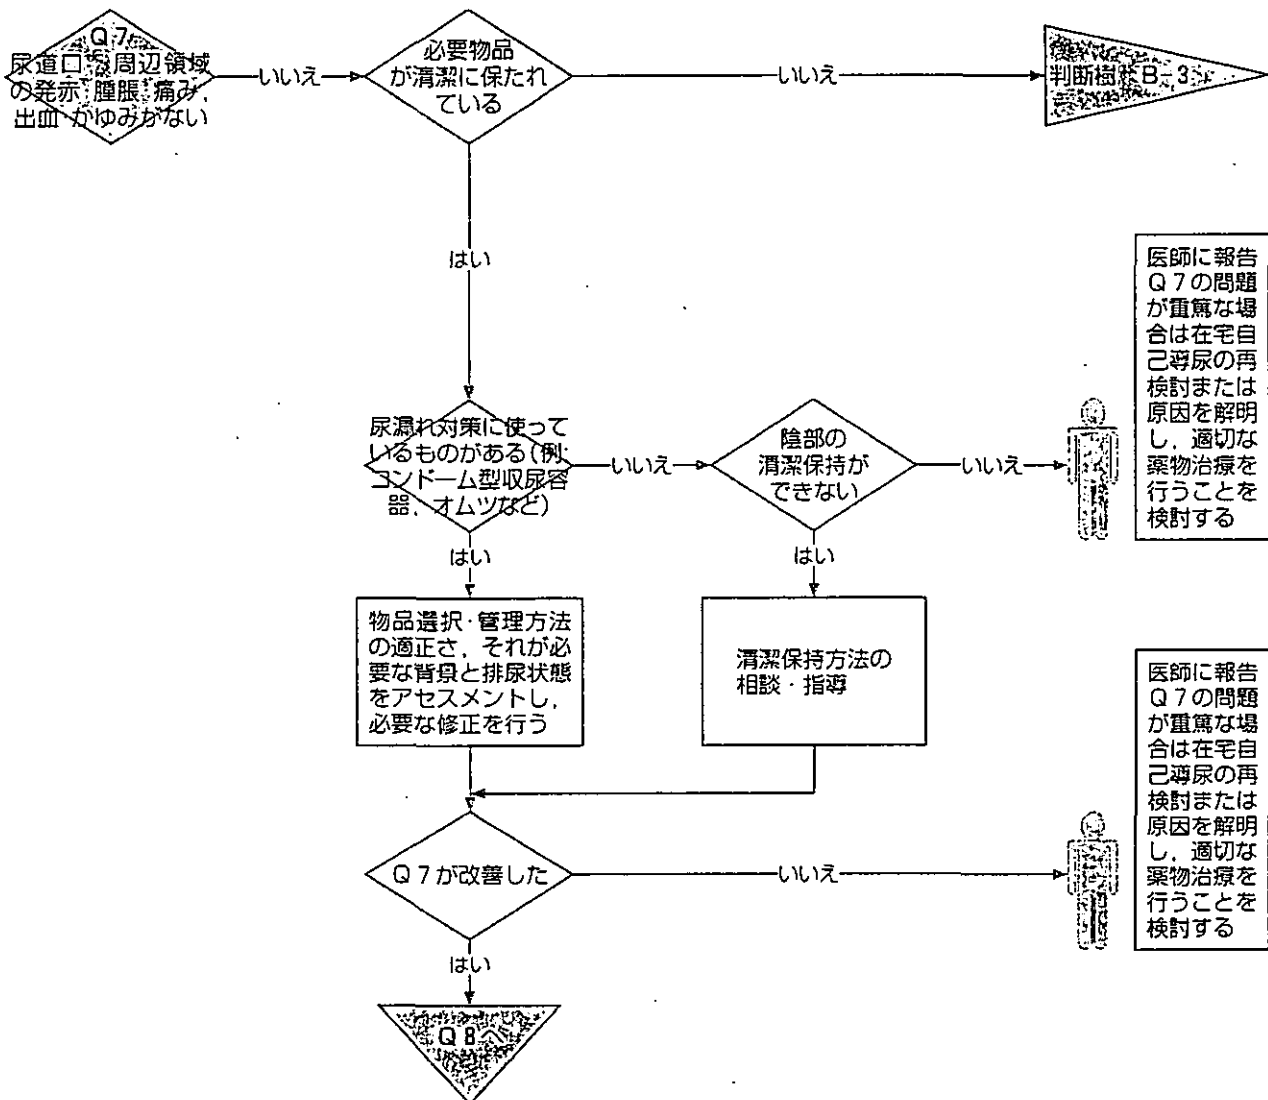 Q7
尿道口、周辺領域
の発赤 腫脹 痛み,
出血 かゆみがない
いいえ
必要物品
が清潔に保たれ
ている
いいえ
判断樹 B-3
はい
尿漏れ対策に使って
いるものがある(例:
コンドーム型収尿容
器,オムツなど)
いいえ
陰部の
清潔保持が
できない
いいえ
医師に報告
Q7の問題
が重篤な場
合は在宅自
己導尿の再
検討または
原因を解明
し,適切な
薬物治療を
行うことを
検討する
はい
はい
物品選択・管理方法
の適正さ,それが必
要な背景と排尿状態
をアセスメントし,
必要な修正を行う
清潔保持方法の
相談・指導
Q7が改善した
いいえ
医師に報告
Q7の問題
が重篤な場
合は在宅自
己導尿の再
検討または
原因を解明
し,適切な
薬物治療を
行うことを
検討する
はい
Q8へ